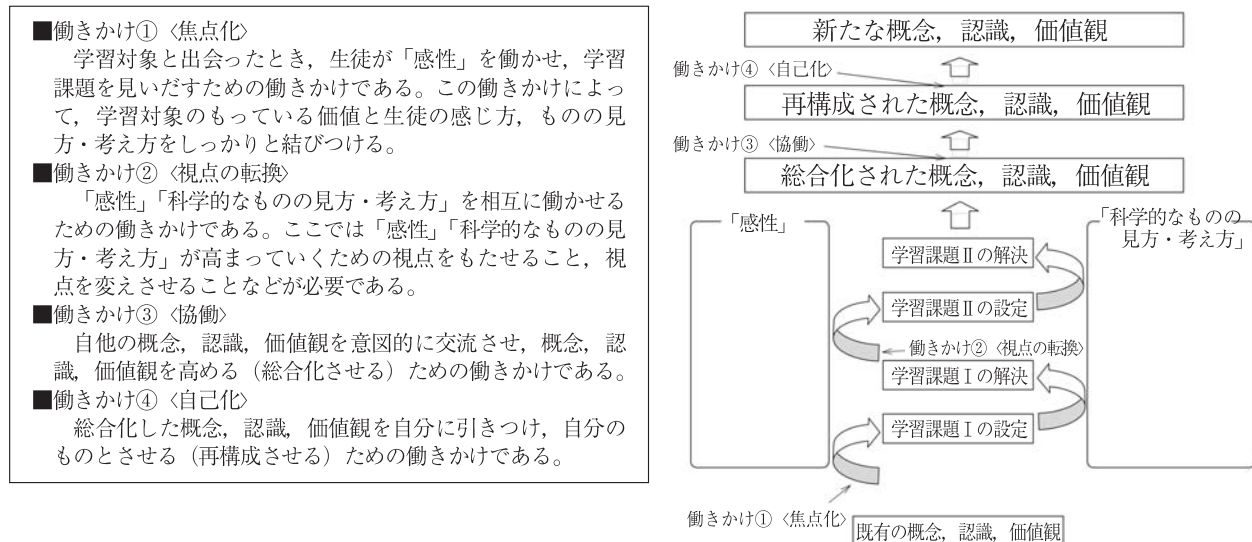 ■働きかけ①〈焦点化〉
学習対象と出会ったとき，生徒が「感性」を働かせ，学習
課題を見いだすための働きかけである。この働きかけによっ
て，学習対象のもっている価値と生徒の感じ方，ものの見
方・考え方をしっかりと結びつける。
■働きかけ②〈視点の転換〉
「感性」「科学的なものの見方・考え方」を相互に働かせる
ための働きかけである。ここでは「感性」「科学的なものの見
方・考え方」が高まっていくための視点をもたせること，視
点を変えさせることなどが必要である。
■働きかけ③〈協働〉
自他の概念，認識，価値観を意図的に交流させ，概念，認
識，価値観を高める（総合化させる）ための働きかけである。
■働きかけ④〈自己化〉
総合化した概念，認識，価値観を自分に引きつけ，自分の
ものとさせる（再構成させる）ための働きかけである。
新たな概念，認識，価値観
働きかけ④〈自己化〉
再構成された概念，認識，価値観
働きかけ③〈協働〉
総合化された概念，認識，価値観
「感性」
「科学的なものの
見方・考え方」
学習課題Ⅱの解決
学習課題Ⅱの設定
働きかけ②〈視点の転換〉
学習課題Ⅰの解決
学習課題Ⅰの設定
働きかけ①〈焦点化〉
既有の概念，認識，価値観